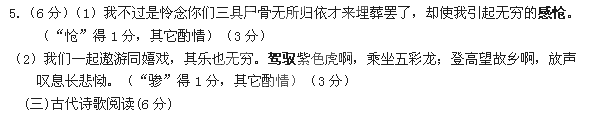 5.（6分）（1）我不过是怜念你们三具尸骨无所归依才来埋葬罢了，却使我引起无穷的感怆。
（“怆”得1分，其它酌情）（3分）
（2）我们一起遨游同嬉戏，其乐也无穷。驾驭紫色虎啊，乘坐五彩龙；登高望故乡啊，放声
叹息长悲恸。（“骖”得1分，其它酌情）（3分）
（三）古代诗歌阅读(6分)